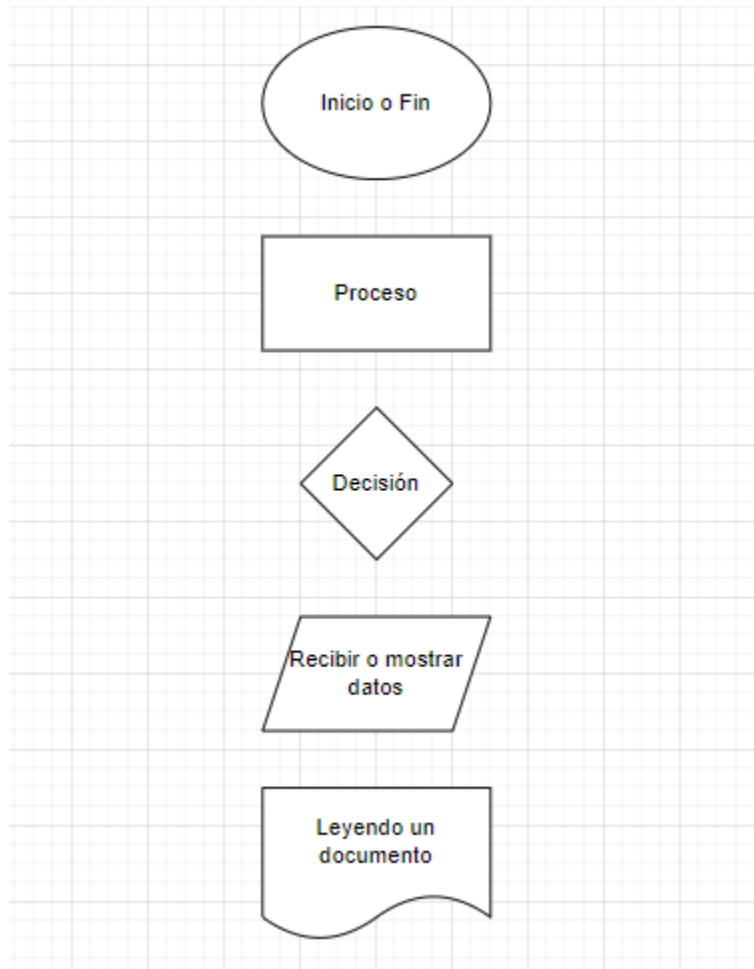 Inicio o Fin
Proceso
Decisión
Recibir o mostrar
datos
Leyendo un
documento